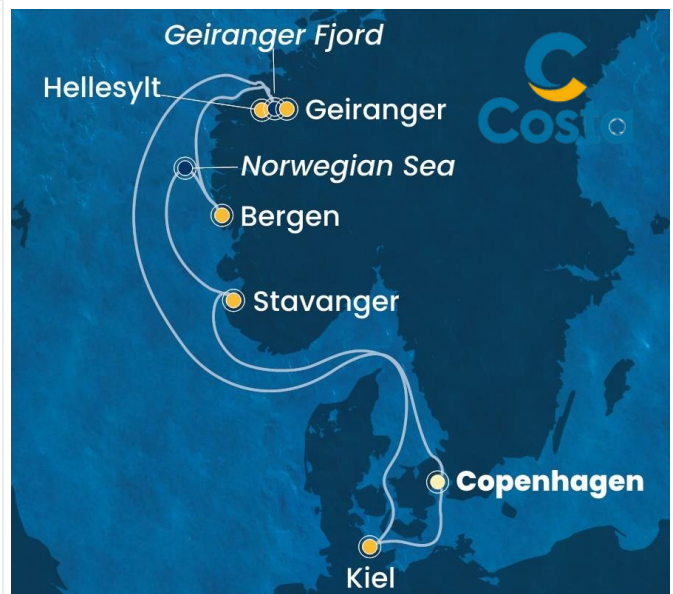 Geiranger Fjord
Hellesylt
Geiranger
Costa
Norwegian Sea
Bergen
Stavanger
Copenhagen
Kiel